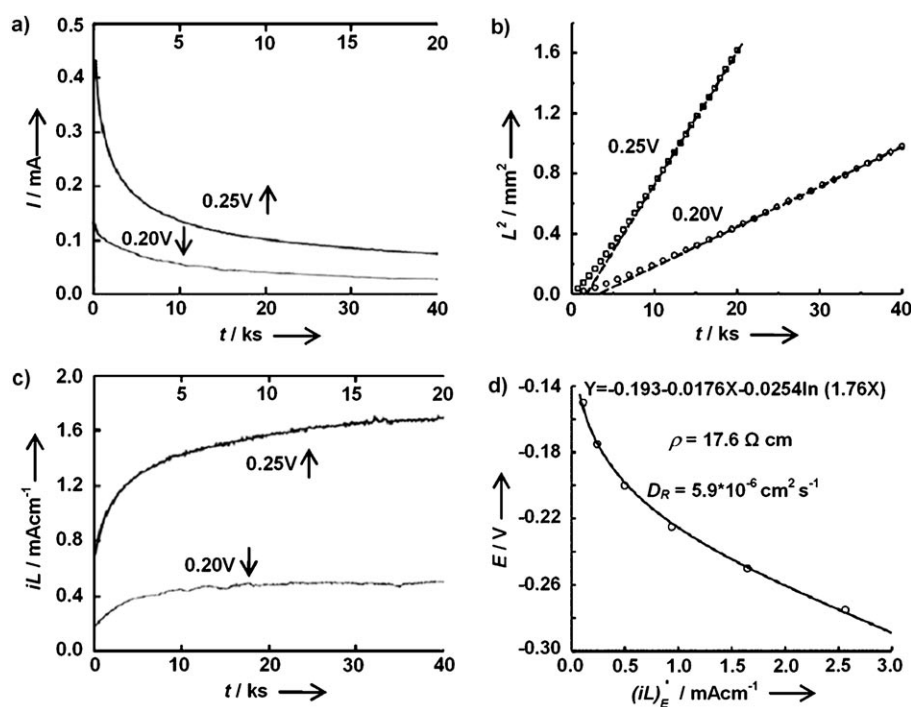 a)
0 5 10 15 20
0.5
0.4
0.3
0.2
0.1
0.0
I / mA
0.25V
0.20V
0 10 20 30 40
t / ks
b)
1.6
1.2
0.8
0.4
0.0
L² / mm²
0.25V
0.20V
0 10 20 30 40
t / ks
c)
0 5 10 15 20
2.0
1.6
1.2
0.8
0.4
0.0
iL / mAcm⁻¹
0.25V
0.20V
0 10 20 30 40
t / ks
d)
Y=-0.193-0.0176X-0.0254ln (1.76X)
ρ = 17.6 Ω cm
D_R = 5.9*10⁻⁶ cm² s⁻¹
-0.14
-0.18
-0.22
-0.26
-0.30
E / V
0.0 0.5 1.0 1.5 2.0 2.5 3.0
(iL)*_E / mAcm⁻¹